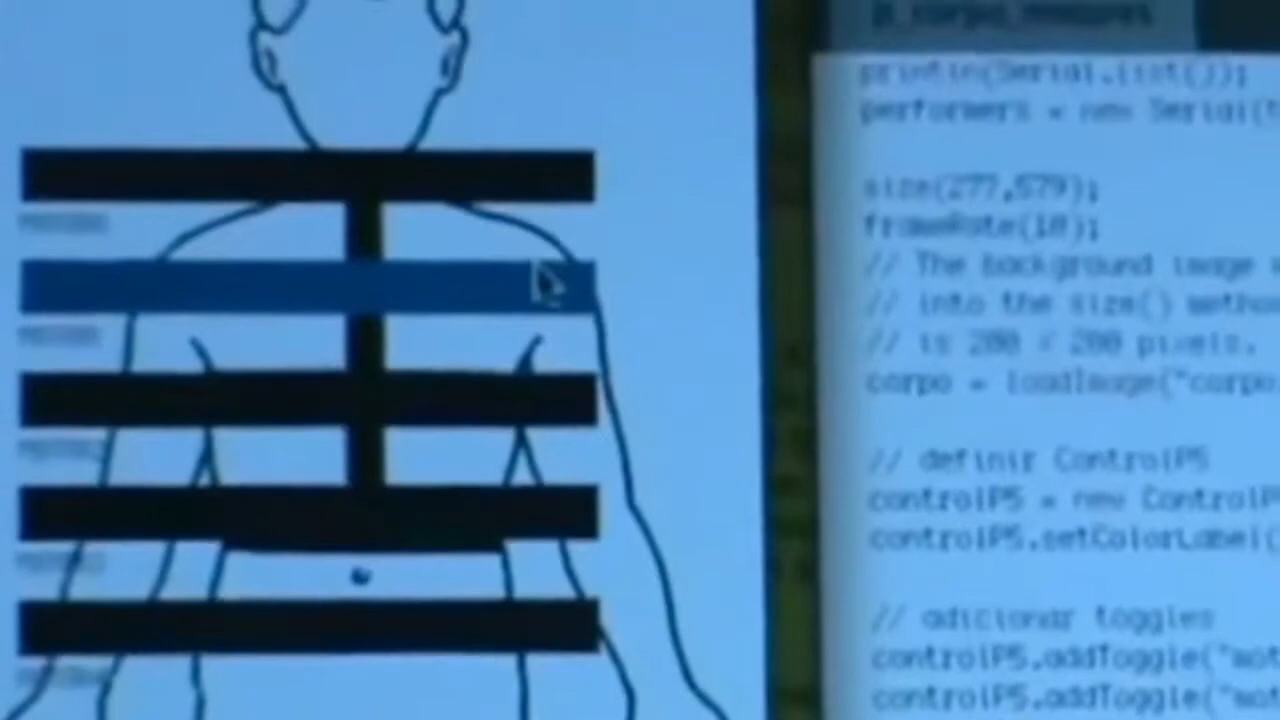 println(Serial.list());
performers = new Serial(t
size(277,579);
frameRate(10);
// The background image
// into the size() metho
// is 200 x 200 pixels.
corpo = loadImage("corpo
// definir ControlP5
controlP5 = new ControlP
controlP5.setColorLabel(
// adicionar toggles
controlP5.addToggle("mot
controlP5.addToggle("mot